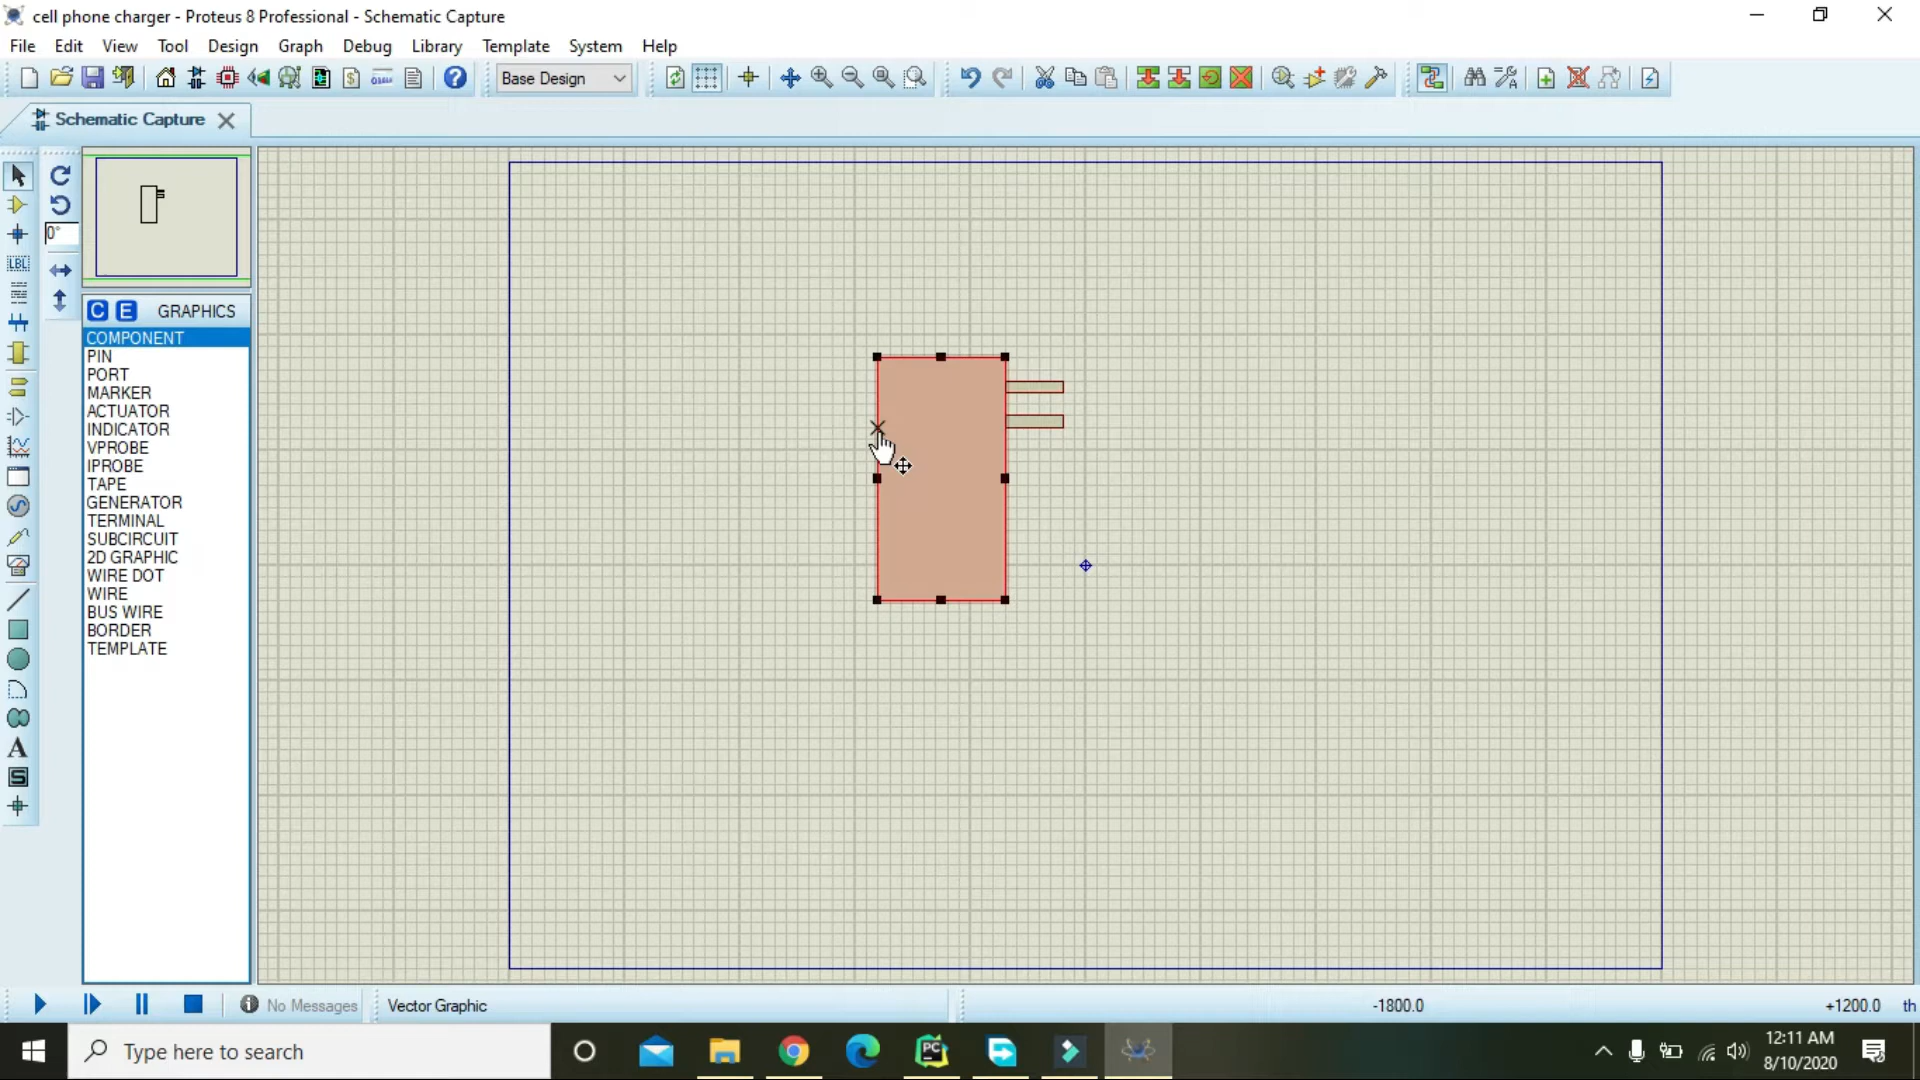 cell phone charger - Proteus 8 Professional - Schematic Capture
File Edit View Tool Design Graph Debug Library Template System Help
Base Design
Schematic Capture
LBL
0°
C E GRAPHICS
COMPONENT
PIN
PORT
MARKER
ACTUATOR
INDICATOR
VPROBE
IPROBE
TAPE
GENERATOR
TERMINAL
SUBCIRCUIT
2D GRAPHIC
WIRE DOT
WIRE
BUS WIRE
BORDER
TEMPLATE
A
S
No Messages Vector Graphic -1800.0 +1200.0 th
Type here to search
PC
12:11 AM
8/10/2020